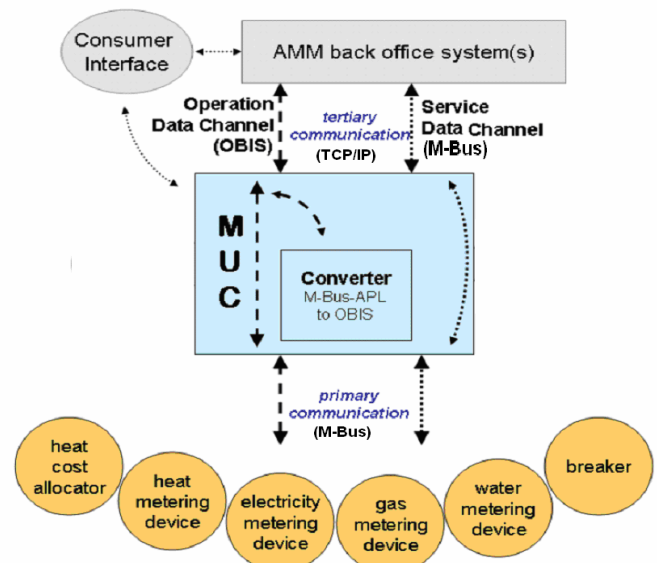 Consumer
Interface
AMM back office system(s)
Operation
Data Channel
(OBIS)
tertiary
communication
(TCP/IP)
Service
Data Channel
(M-Bus)
M
U
C
Converter
M-Bus-APL
to OBIS
primary
communication
(M-Bus)
heat
cost
allocator
heat
metering
device
electricity
metering
device
gas
metering
device
water
metering
device
breaker